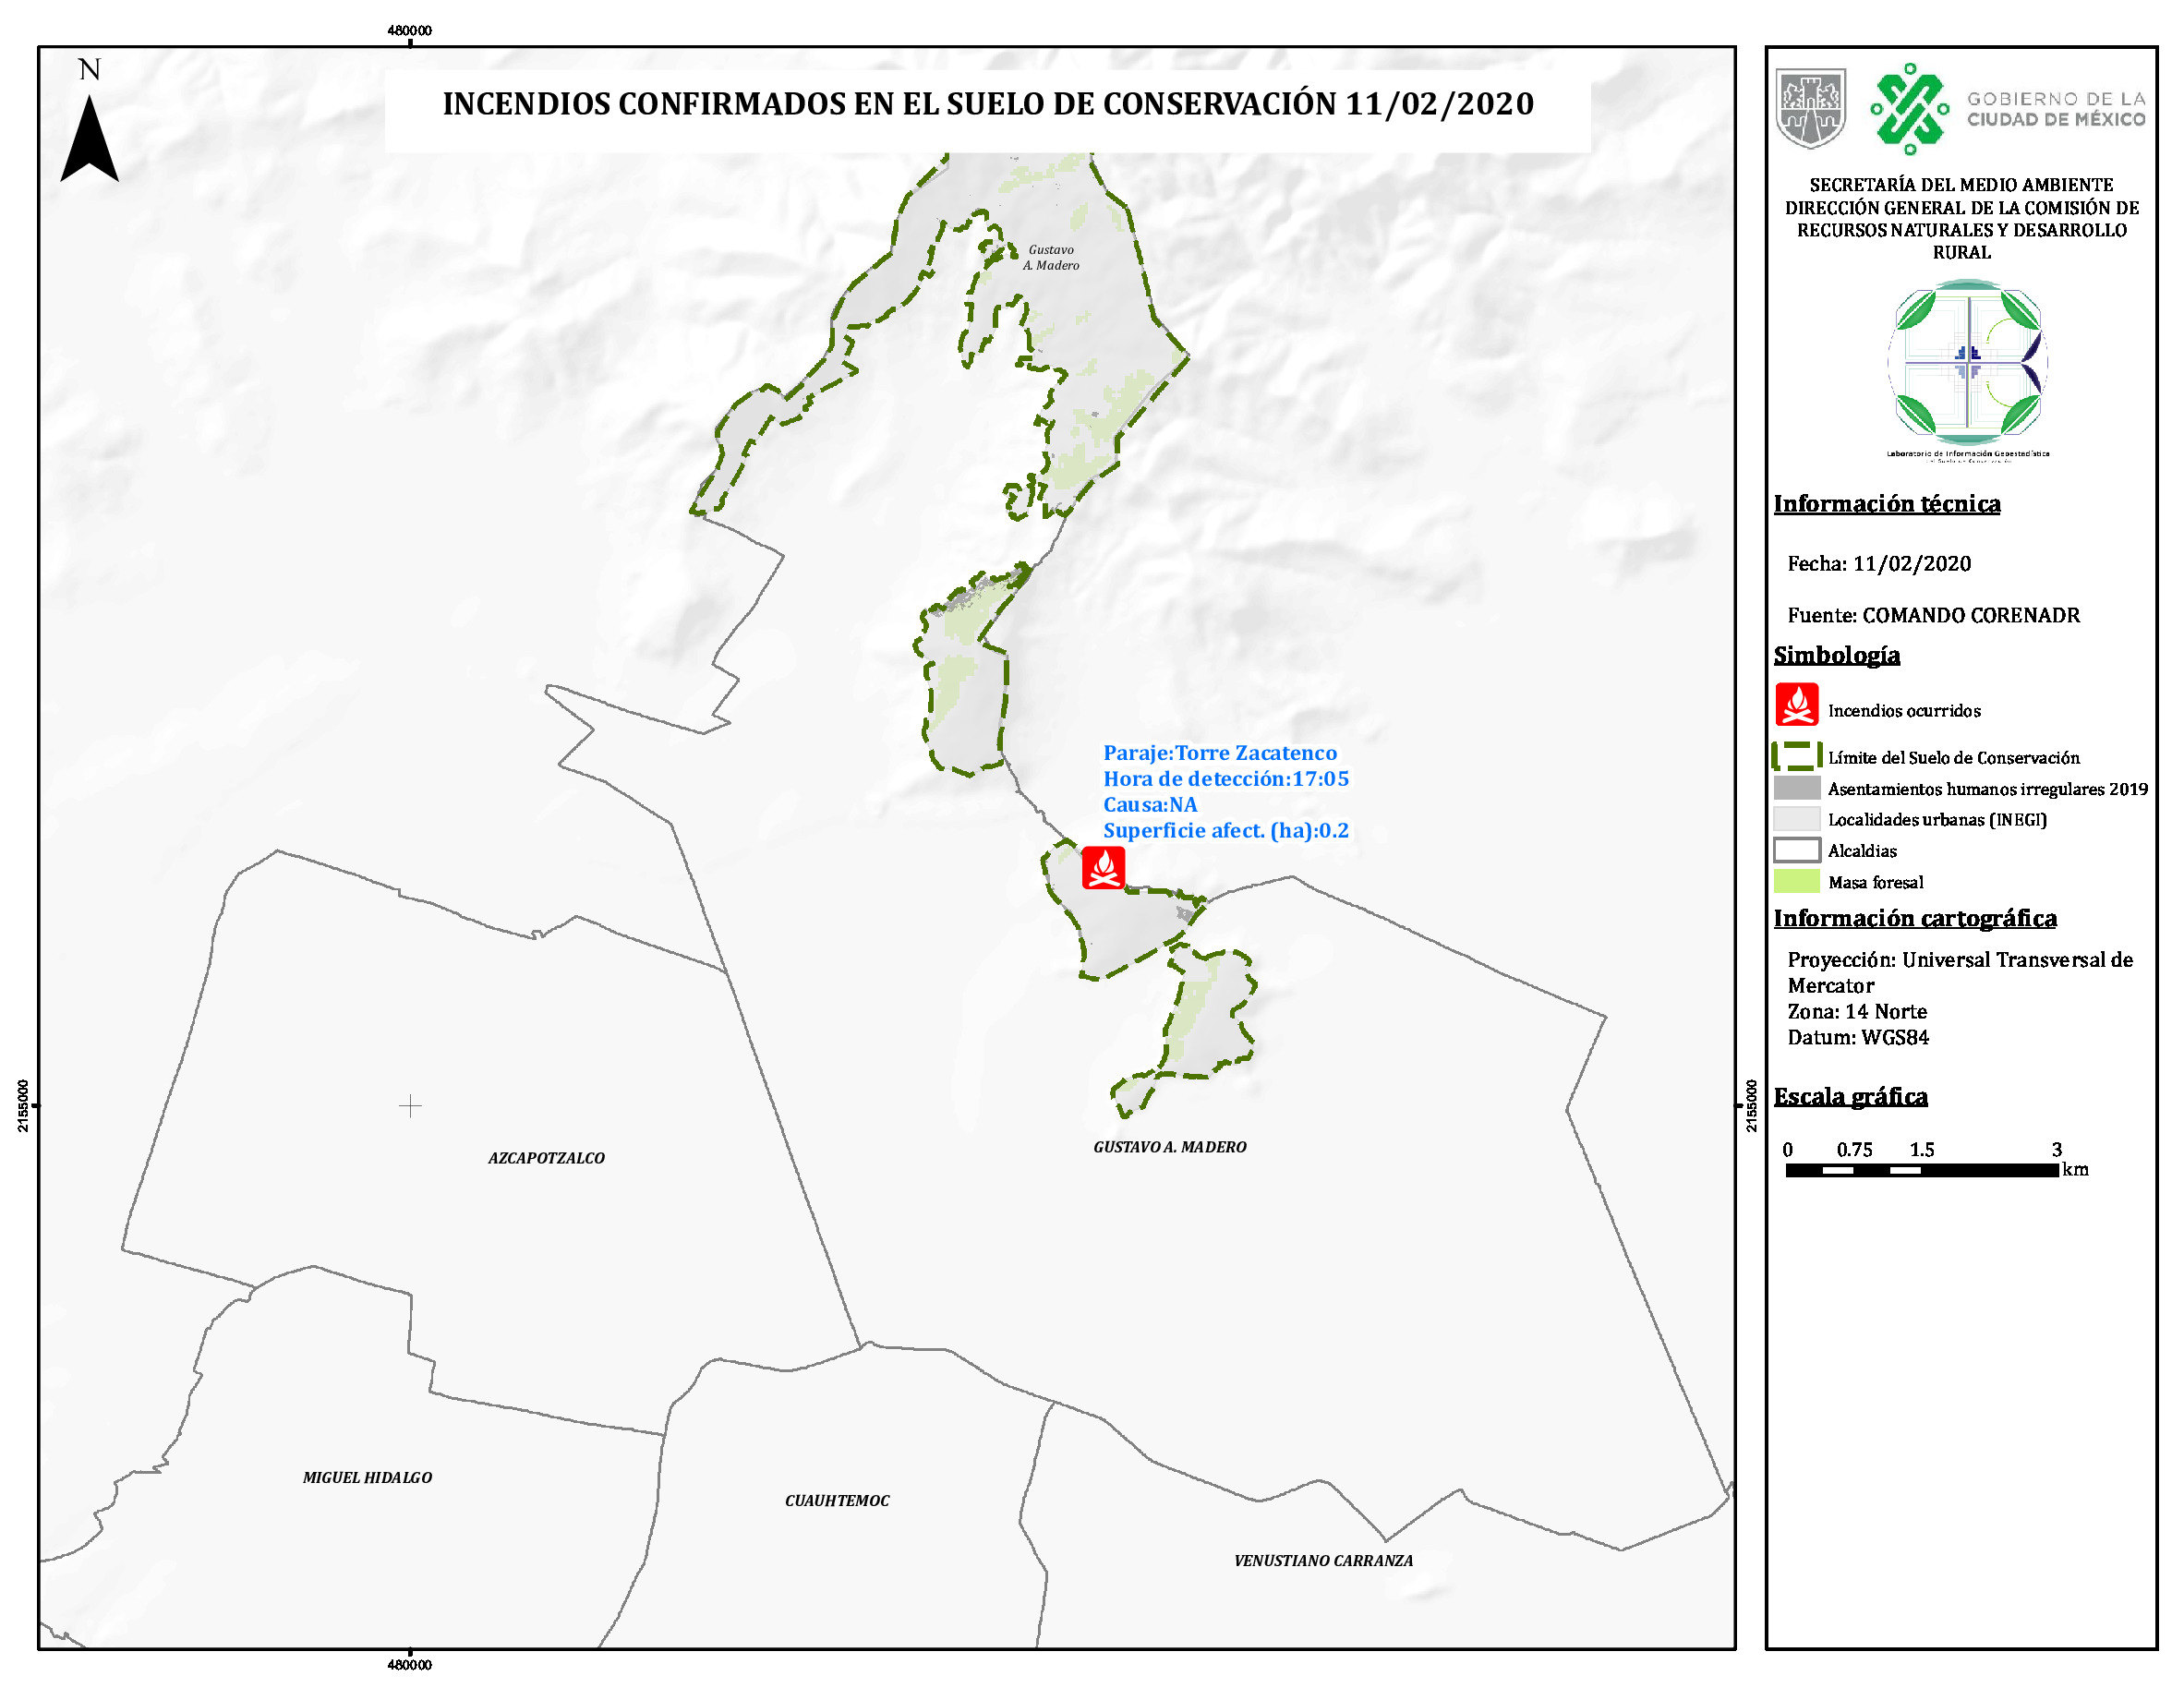 480000
N
INCENDIOS CONFIRMADOS EN EL SUELO DE CONSERVACIÓN 11/02/2020
Gustavo
A. Madero
Paraje:Torre Zacatenco
Hora de detección:17:05
Causa:NA
Superficie afect. (ha):0.2
2155000
2155000
AZCAPOTZALCO
GUSTAVO A. MADERO
MIGUEL HIDALGO
CUAUHTEMOC
VENUSTIANO CARRANZA
480000
GOBIERNO DE LA
CIUDAD DE MÉXICO
SECRETARÍA DEL MEDIO AMBIENTE
DIRECCIÓN GENERAL DE LA COMISIÓN DE
RECURSOS NATURALES Y DESARROLLO
RURAL
Laboratorio de Información Geoestadística
Información técnica
Fecha: 11/02/2020
Fuente: COMANDO CORENADR
Simbología
Incendios ocurridos
Límite del Suelo de Conservación
Asentamientos humanos irregulares 2019
Localidades urbanas (INEGI)
Alcaldias
Masa foresal
Información cartográfica
Proyección: Universal Transversal de
Mercator
Zona: 14 Norte
Datum: WGS84
Escala gráfica
0 0.75 1.5 3
km